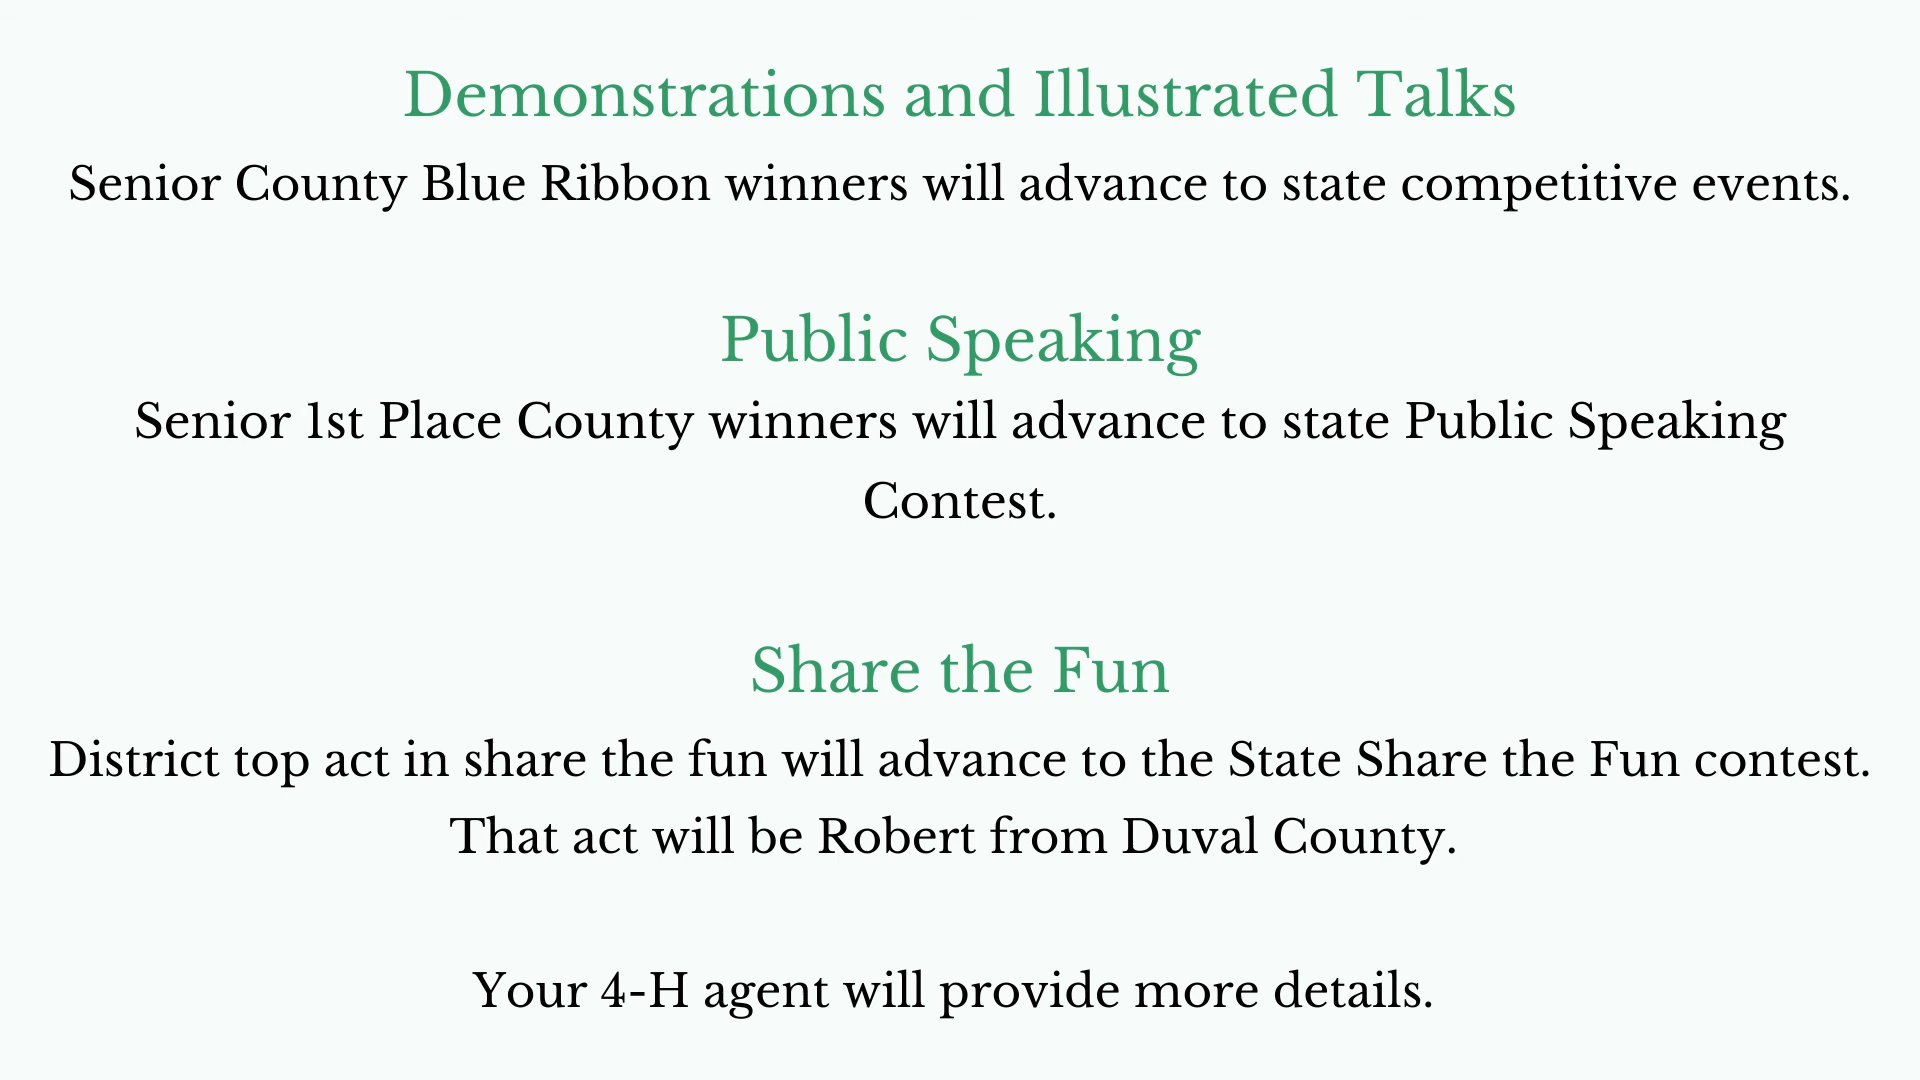 Demonstrations and Illustrated Talks
Senior County Blue Ribbon winners will advance to state competitive events.
Public Speaking
Senior 1st Place County winners will advance to state Public Speaking
Contest.
Share the Fun
District top act in share the fun will advance to the State Share the Fun contest.
That act will be Robert from Duval County.
Your 4-H agent will provide more details.